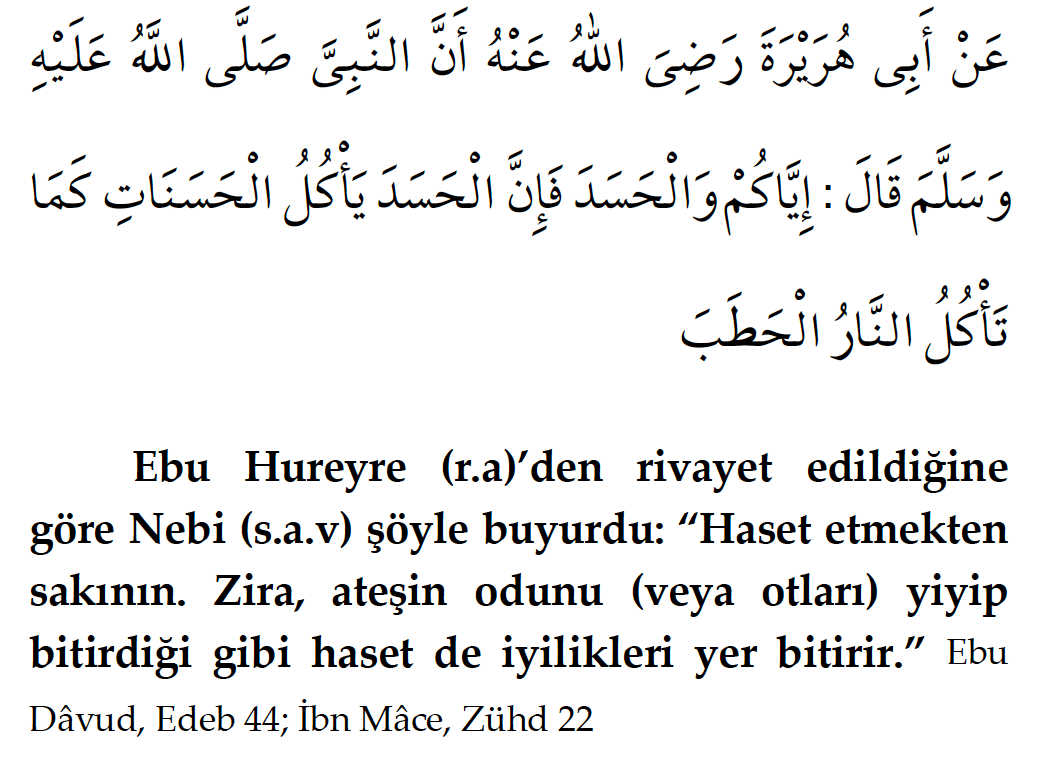 عَنْ أَبِى هُرَيْرَةَ رَضِىَ اللهُ عَنْهُ أَنَّ النَّبِىَّ صَلَّى اللَّهُ عَلَيْهِ
وَسَلَّمَ قَالَ : إِيَّاكُمْ وَالْحَسَدَ فَإِنَّ الْحَسَدَ يَأْكُلُ الْحَسَنَاتِ كَمَا
تَأْكُلُ النَّارُ الْحَطَبَ
Ebu Hureyre (r.a)’den rivayet edildiğine
göre Nebi (s.a.v) şöyle buyurdu: “Haset etmekten
sakının. Zira, ateşin odunu (veya otları) yiyip
bitirdiği gibi haset de iyilikleri yer bitirir.” Ebu
Dâvud, Edeb 44; İbn Mâce, Zühd 22